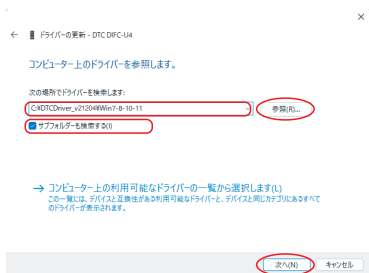 ×
← ドライバーの更新 - DTC DIFC-U4
コンピューター上のドライバーを参照します。
次の場所でドライバーを検索します:
C:¥DTCDriver_v21204¥Win7-8-10-11 参照(R)...
サブフォルダーも検索する(I)
→ コンピューター上の利用可能なドライバーの一覧から選択します(L)
この一覧には、デバイスと互換性がある利用可能なドライバーと、デバイスと同じカテゴリにあるすべて
のドライバーが表示されます。
次へ(N) キャンセル